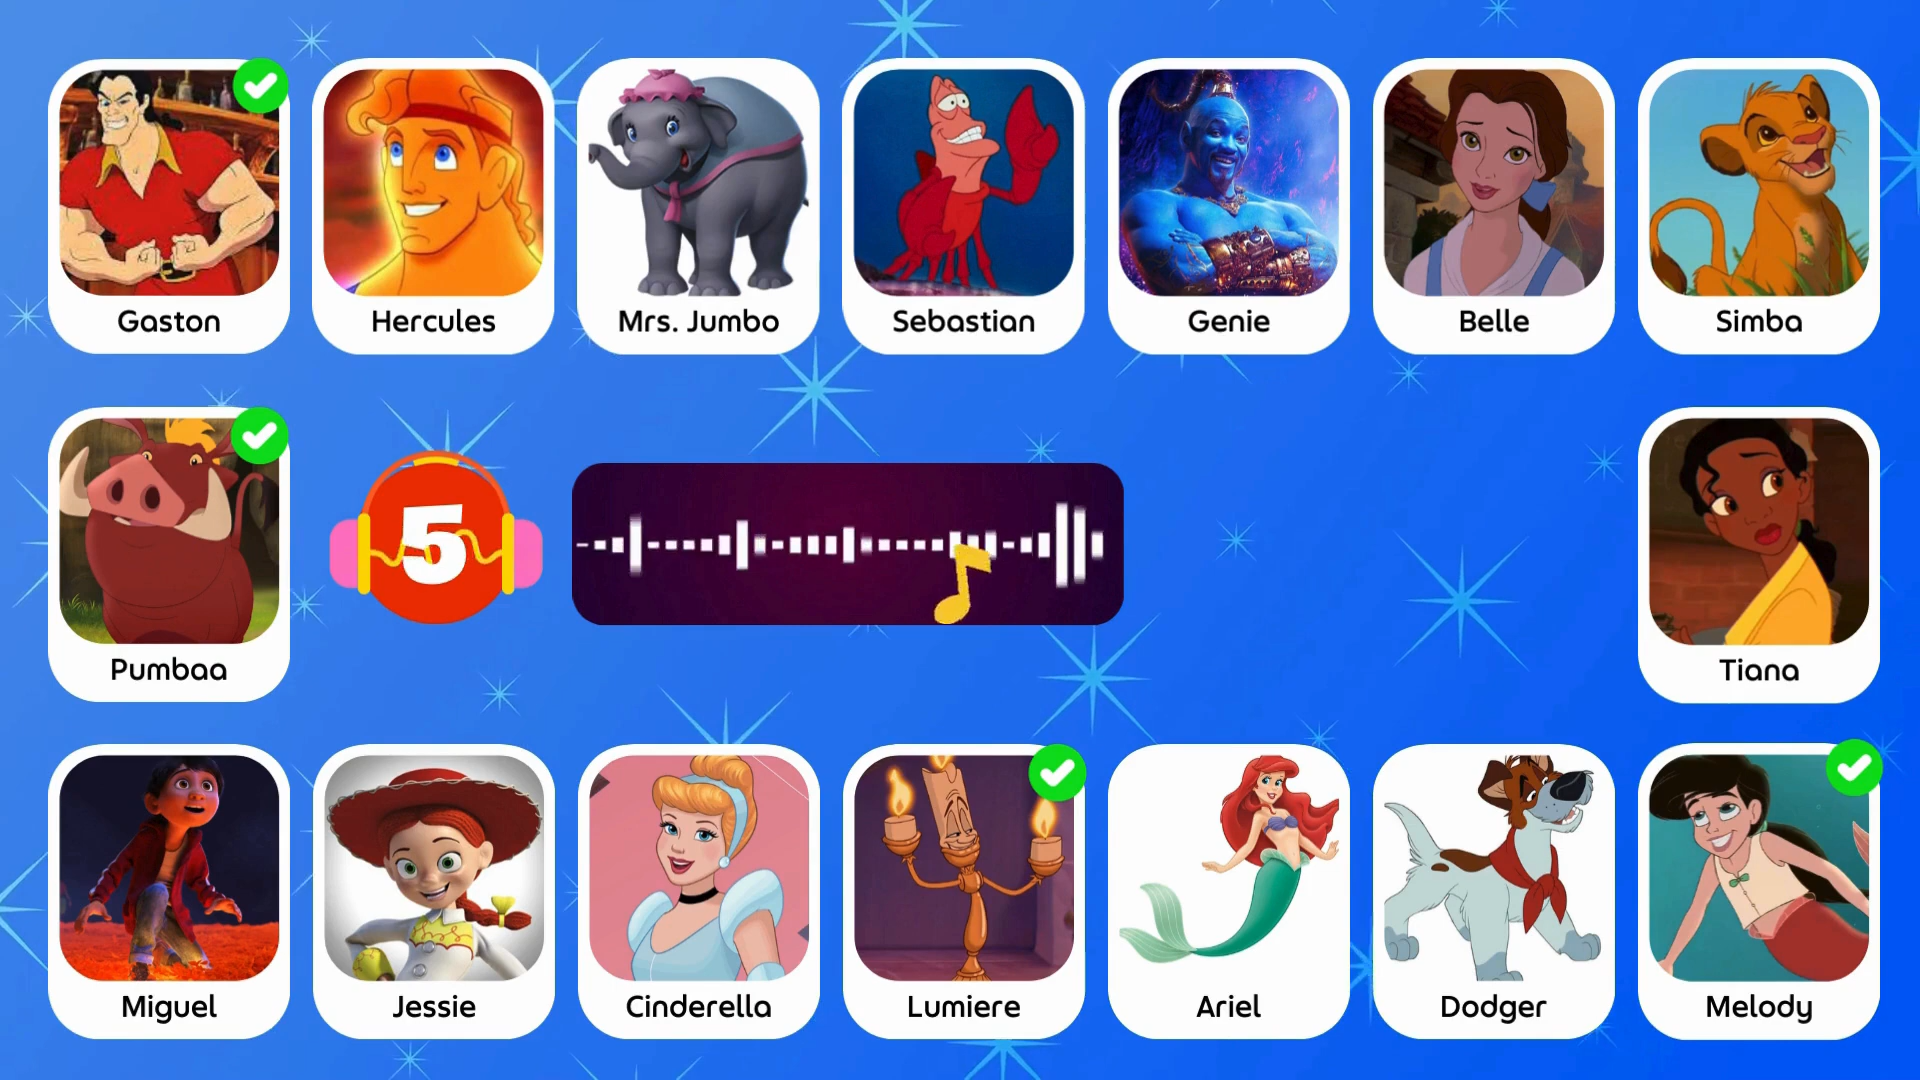 Gaston
Hercules
Mrs. Jumbo
Sebastian
Genie
Belle
Simba
Pumbaa
5
Tiana
Miguel
Jessie
Cinderella
Lumiere
Ariel
Dodger
Melody